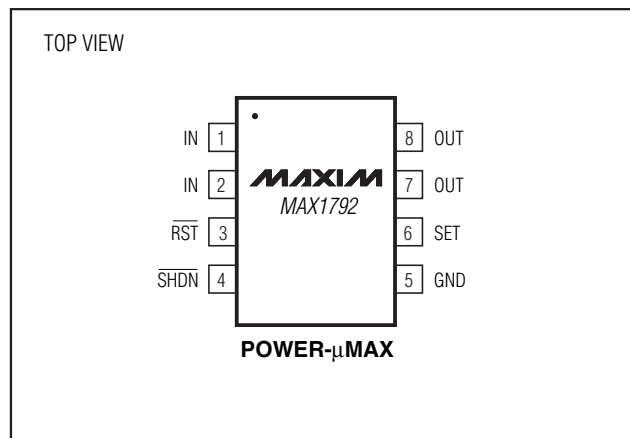 TOP VIEW
IN 1
IN 2
RST 3
SHDN 4
MAXIM
MAX1792
8 OUT
7 OUT
6 SET
5 GND
POWER-μMAX